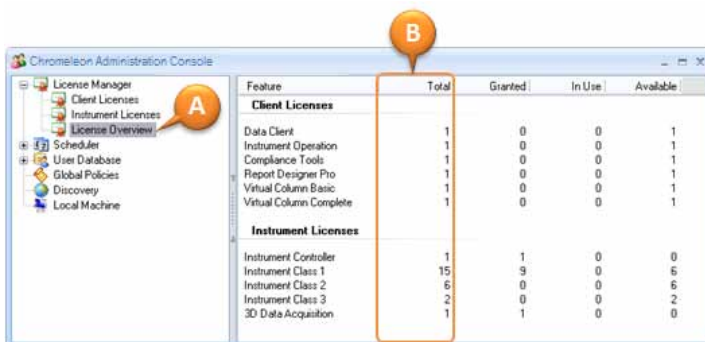 B
Chromeleon Administration Console
License Manager
Client Licenses
Instrument Licenses
License Overview
A
Scheduler
User Database
Global Policies
Discovery
Local Machine
Feature Total Granted In Use Available
Client Licenses
Data Client 1 0 0 1
Instrument Operation 1 0 0 1
Compliance Tools 1 0 0 1
Report Designer Pro 1 0 0 1
Virtual Column Basic 1 0 0 1
Virtual Column Complete 1 0 0 1
Instrument Licenses
Instrument Controller 1 1 0 0
Instrument Class 1 15 9 0 6
Instrument Class 2 6 0 0 6
Instrument Class 3 2 0 0 2
3D Data Acquisition 1 1 0 0